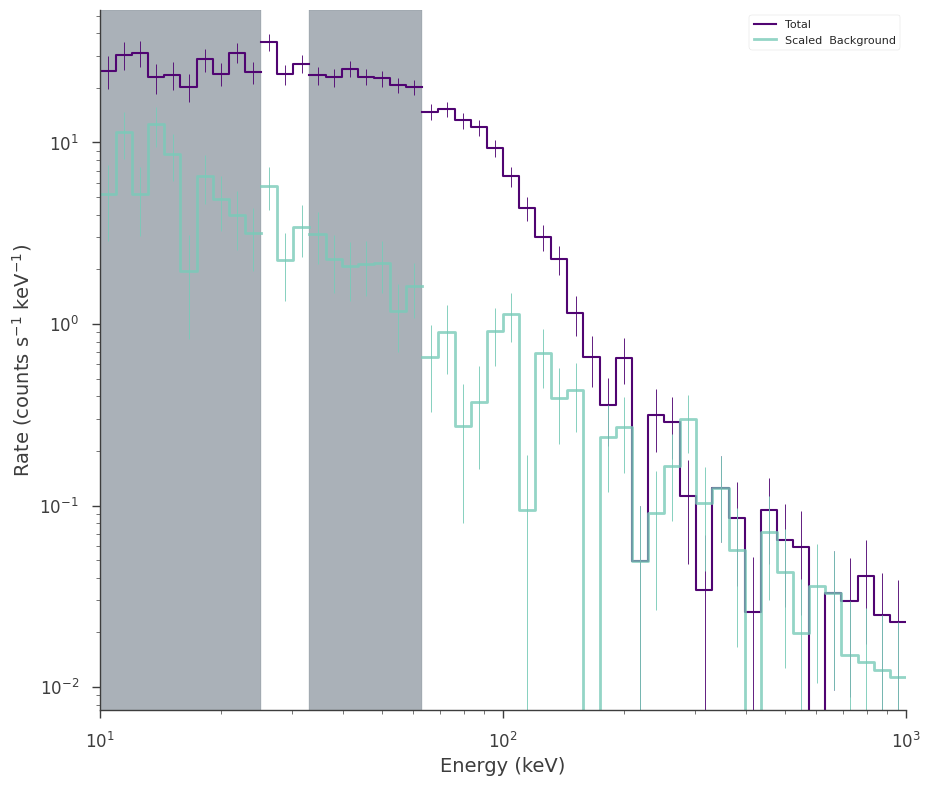 Total
Scaled  Background
Rate (counts s⁻¹ keV⁻¹)
10¹
10⁰
10⁻¹
10⁻²
10¹ 10² 10³
Energy (keV)